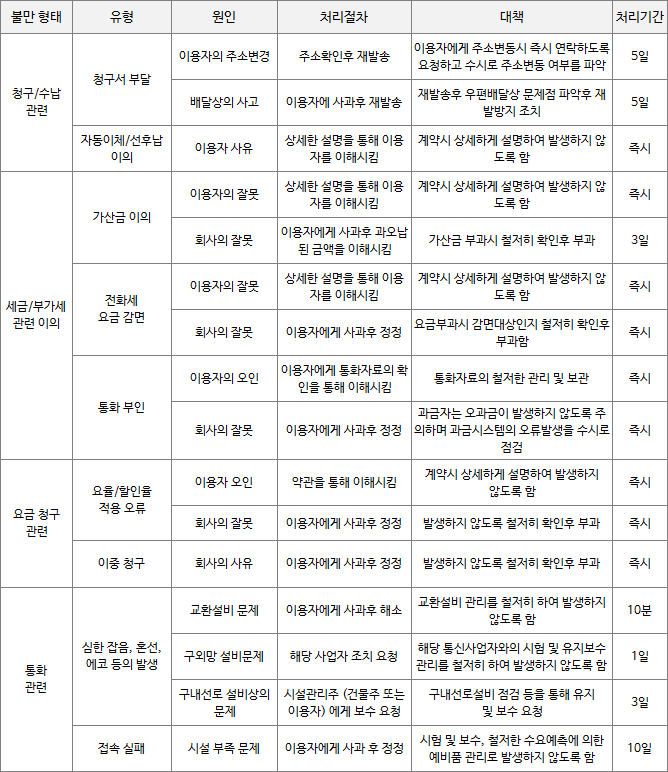 불만 형태 유형 원인 처리절차 대책 처리기간
청구/수납
관련
청구서 부달
이용자의 주소변경
주소확인후 재발송
이용자에게 주소변동시 즉시 연락하도록
요청하고 수시로 주소변동 여부를 파악
5일
배달상의 사고
이용자에 사과후 재발송
재발송후 우편배달상 문제점 파악후 재
발방지 조치
5일
자동이체/선후납
이의
이용자 사유
상세한 설명을 통해 이용
자를 이해시킴
계약시 상세하게 설명하여 발생하지 않
도록 함
즉시
세금/부가세
관련 이의
가산금 이의
이용자의 잘못
상세한 설명을 통해 이용
자를 이해시킴
계약시 상세하게 설명하여 발생하지 않
도록 함
즉시
회사의 잘못
이용자에게 사과후 과오납
된 금액을 이해시킴
가산금 부과시 철저히 확인후 부과
3일
전화세
요금 감면
이용자의 잘못
상세한 설명을 통해 이용
자를 이해시킴
계약시 상세하게 설명하여 발생하지 않
도록 함
즉시
회사의 잘못
이용자에게 사과후 정정
요금부과시 감면대상인지 철저히 확인후
부과함
즉시
통화 부인
이용자의 오인
이용자에게 통화자료의 확
인을 통해 이해시킴
통화자료의 철저한 관리 및 보관
즉시
회사의 잘못
이용자에게 사과후 정정
과금자는 오과금이 발생하지 않도록 주
의하며 과금시스템의 오류발생을 수시로
점검
즉시
요금 청구
관련
요율/할인율
적용 오류
이용자 오인
약관을 통해 이해시킴
계약시 상세하게 설명하여 발생하지
않도록 함
즉시
회사의 잘못
이용자에게 사과후 정정
발생하지 않도록 철저히 확인후 부과
즉시
이중 청구
회사의 사유
이용자에게 사과후 정정
발생하지 않도록 철저히 확인후 부과
즉시
통화
관련
심한 잡음, 혼선,
에코 등의 발생
교환설비 문제
이용자에게 사과후 해소
교환설비 관리를 철저히 하여 발생하지
않도록 함
10분
구외망 설비문제
해당 사업자 조치 요청
해당 통신사업자와의 시험 및 유지보수
관리를 철저히 하여 발생하지 않도록 함
1일
구내선로 설비상의
문제
시설관리주 (건물주 또는
이용자) 에게 보수 요청
구내선로설비 점검 등을 통해 유지
및 보수 요청
3일
접속 실패
시설 부족 문제
이용자에게 사과 후 정정
시험 및 보수, 철저한 수요예측에 의한
예비품 관리로 발생하지 않도록 함
10일